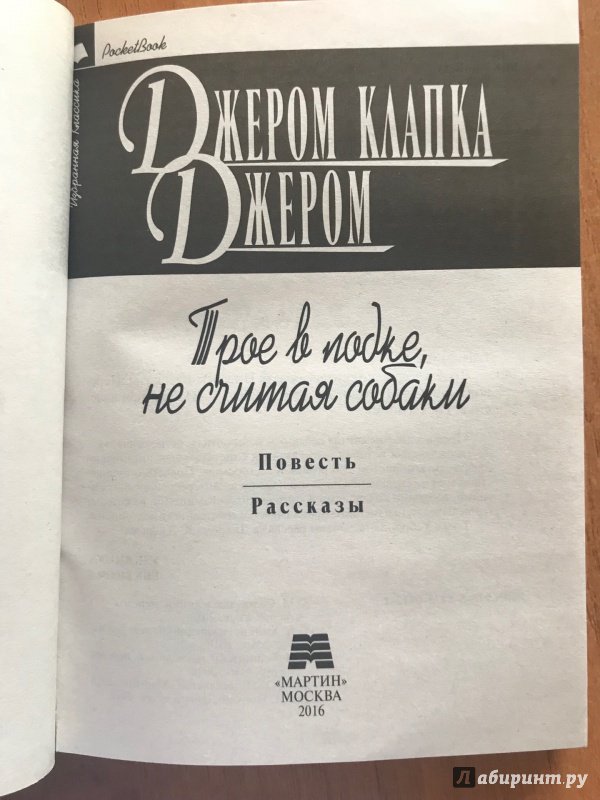 PocketBook
Избранная классика
ДЖЕРОМ КЛАПКА
ДЖЕРОМ
Трое в лодке,
не считая собаки
Повесть
Рассказы
«МАРТИН»
МОСКВА
2016
Лабиринт.ру